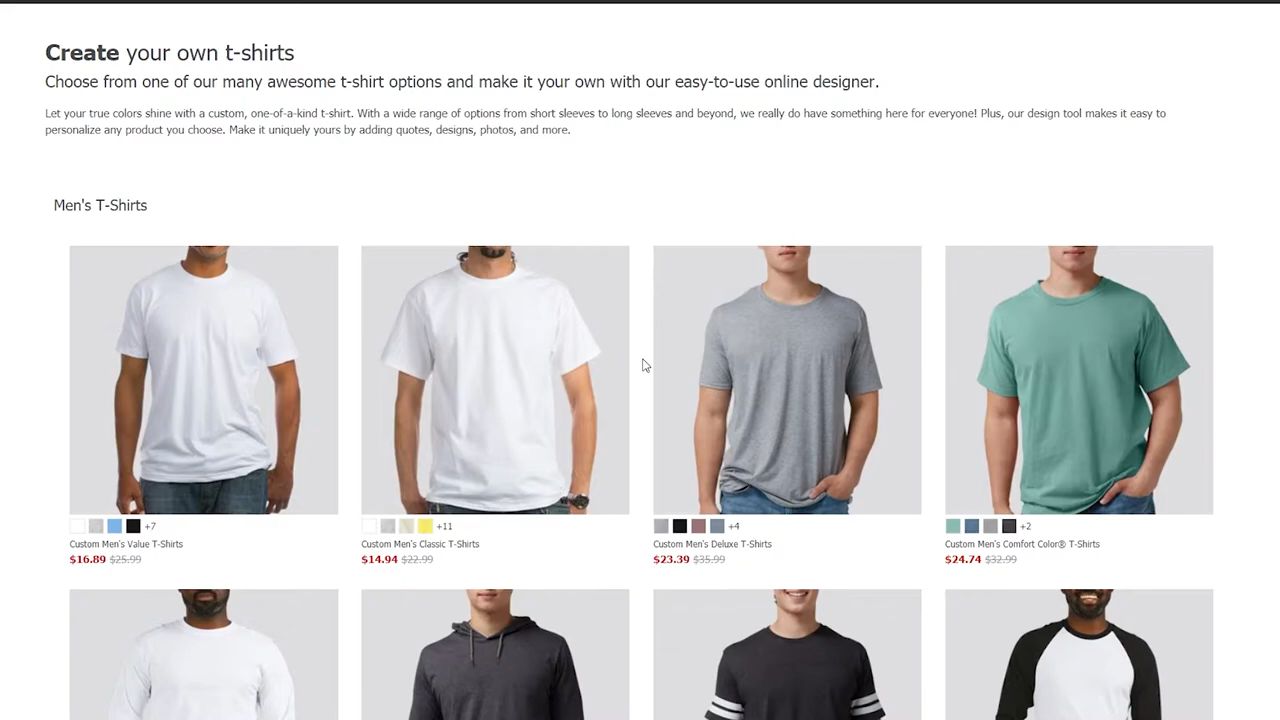 Create your own t-shirts
Choose from one of our many awesome t-shirt options and make it your own with our easy-to-use online designer.
Let your true colors shine with a custom, one-of-a-kind t-shirt. With a wide range of options from short sleeves to long sleeves and beyond, we really do have something here for everyone! Plus, our design tool makes it easy to
personalize any product you choose. Make it uniquely yours by adding quotes, designs, photos, and more.
Men's T-Shirts
+7
Custom Men's Value T-Shirts
$16.89 $25.99
+11
Custom Men's Classic T-Shirts
$14.94 $22.99
+4
Custom Men's Deluxe T-Shirts
$23.39 $35.99
+2
Custom Men's Comfort Color® T-Shirts
$24.74 $32.99